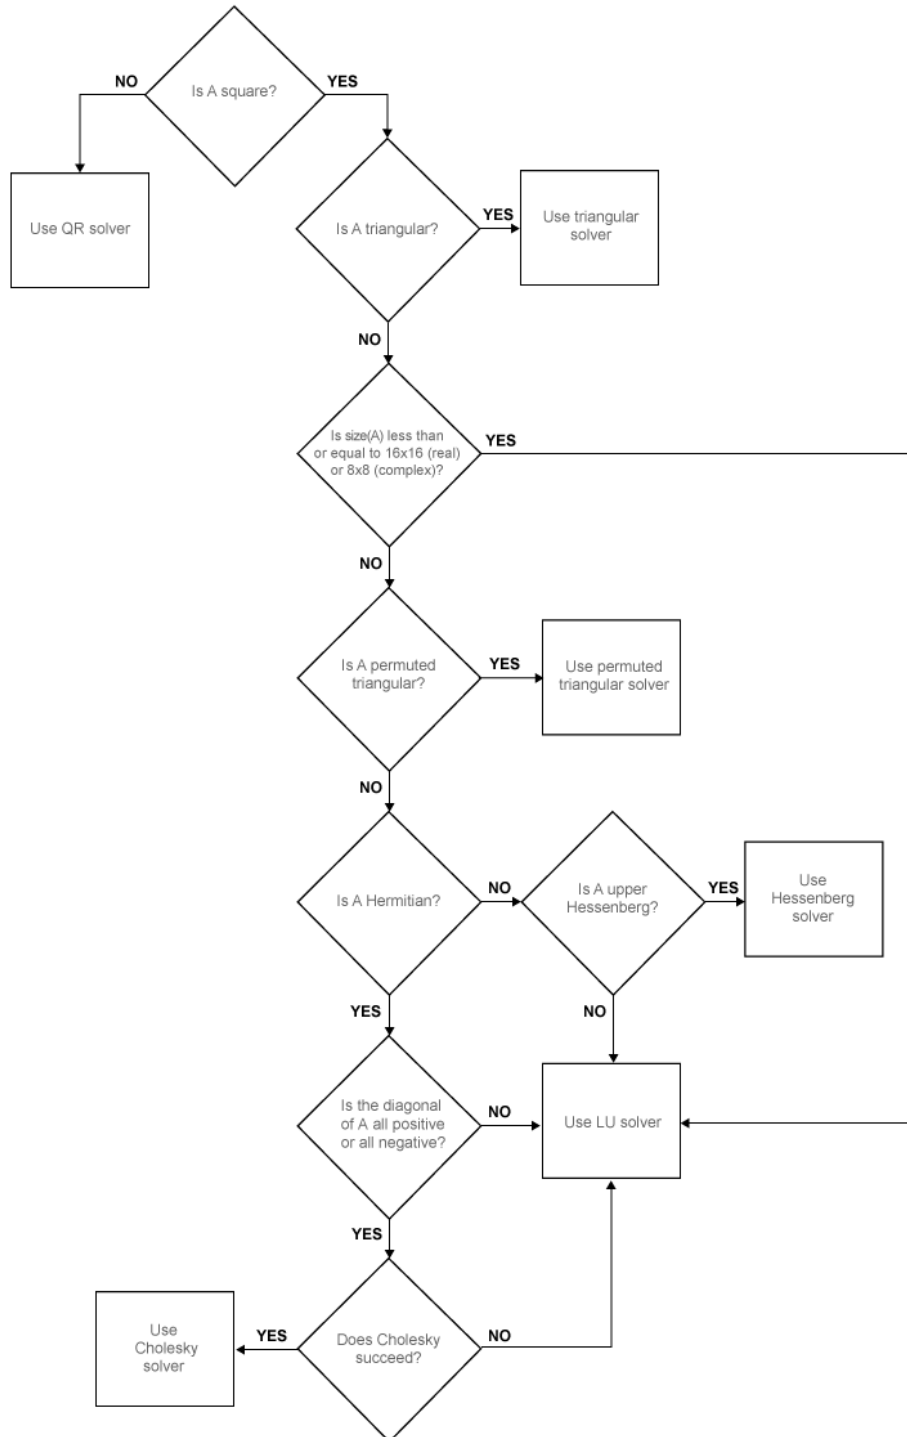 NO
YES
Is A square?
Use QR solver
Is A triangular?
YES
Use triangular
solver
NO
Is size(A) less than
or equal to 16x16 (real)
or 8x8 (complex)?
YES
NO
Is A permuted
triangular?
YES
Use permuted
triangular solver
NO
Is A Hermitian?
NO
Is A upper
Hessenberg?
YES
Use
Hessenberg
solver
YES
NO
Is the diagonal
of A all positive
or all negative?
NO
Use LU solver
YES
Use
Cholesky
solver
YES
Does Cholesky
succeed?
NO